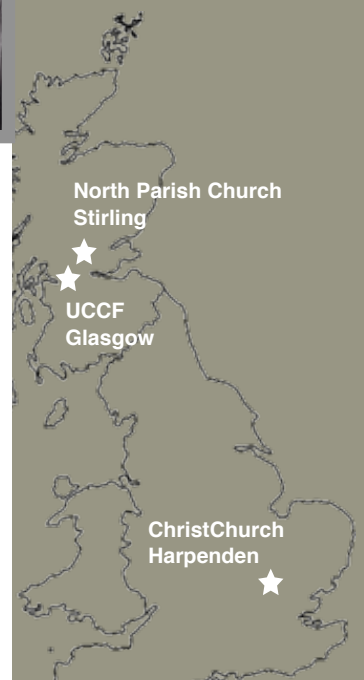 North Parish Church
Stirling
UCCF
Glasgow
ChristChurch
Harpenden